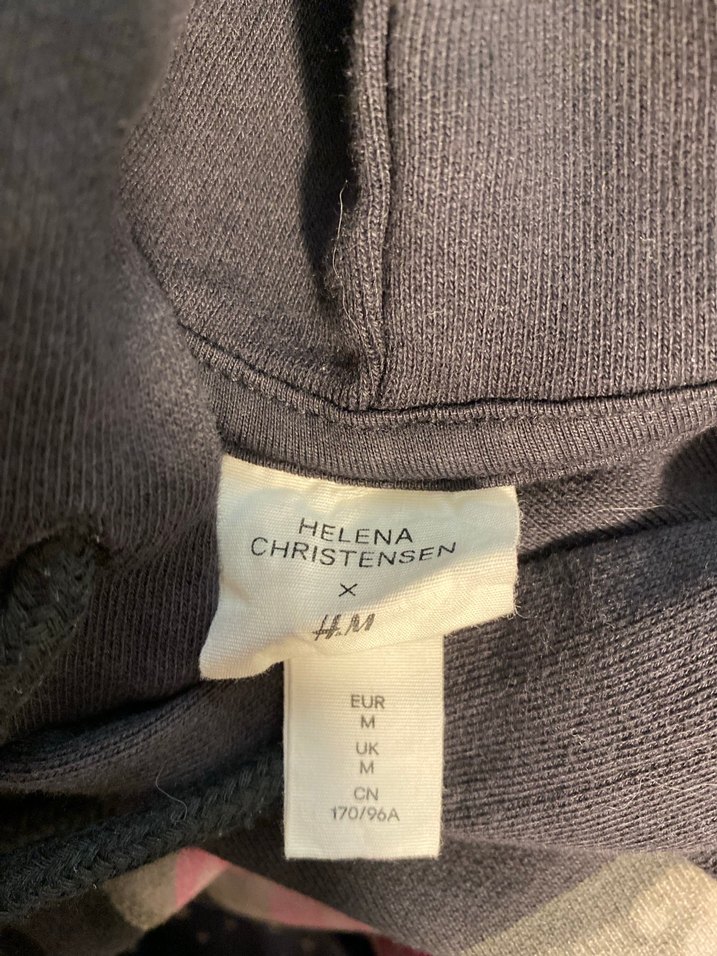 HELENA
CHRISTENSEN
X
H&M
EUR
M
UK
M
CN
170/96A